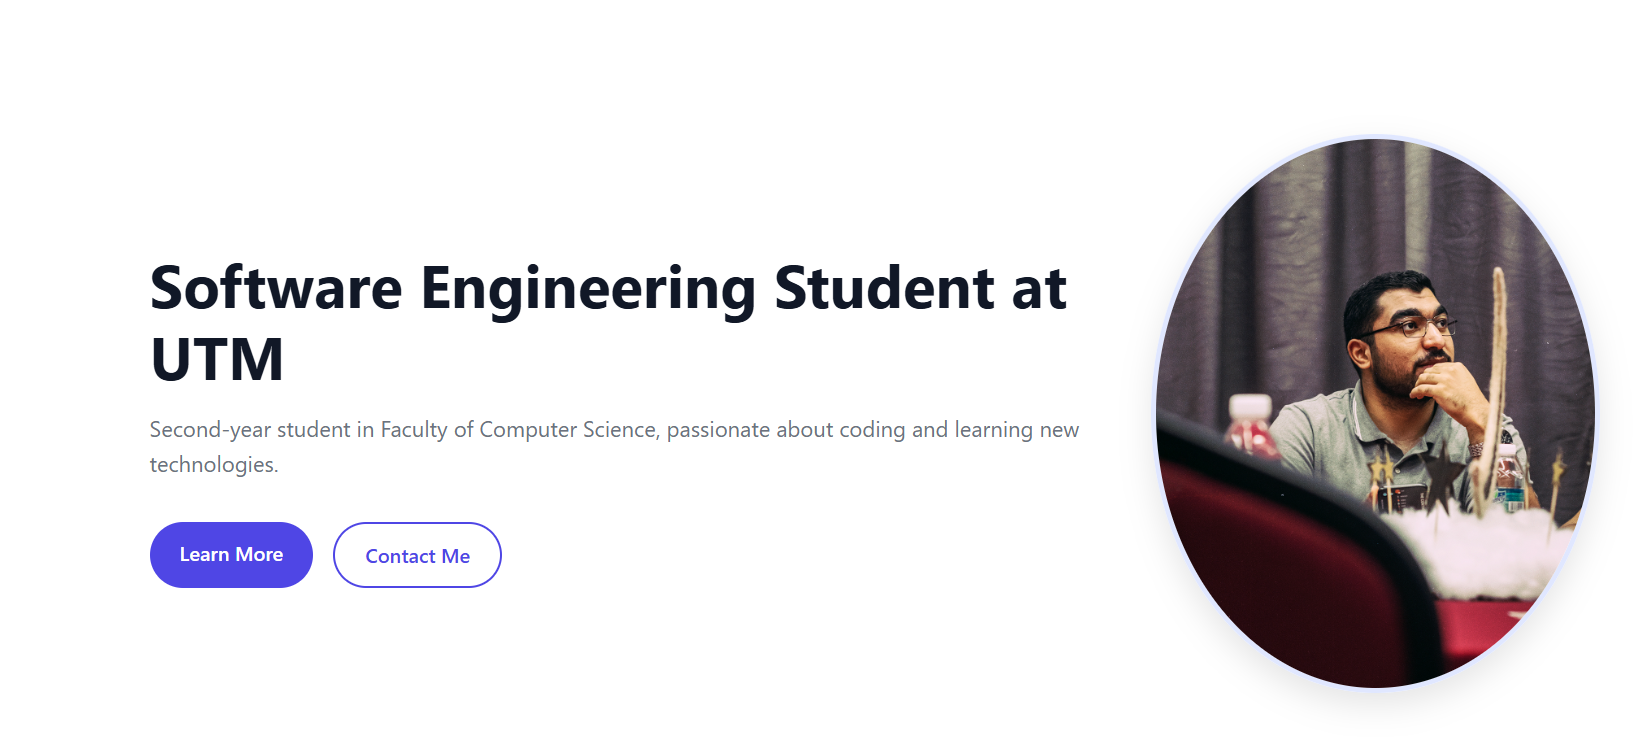 Software Engineering Student at
UTM
Second-year student in Faculty of Computer Science, passionate about coding and learning new
technologies.
Learn More
Contact Me